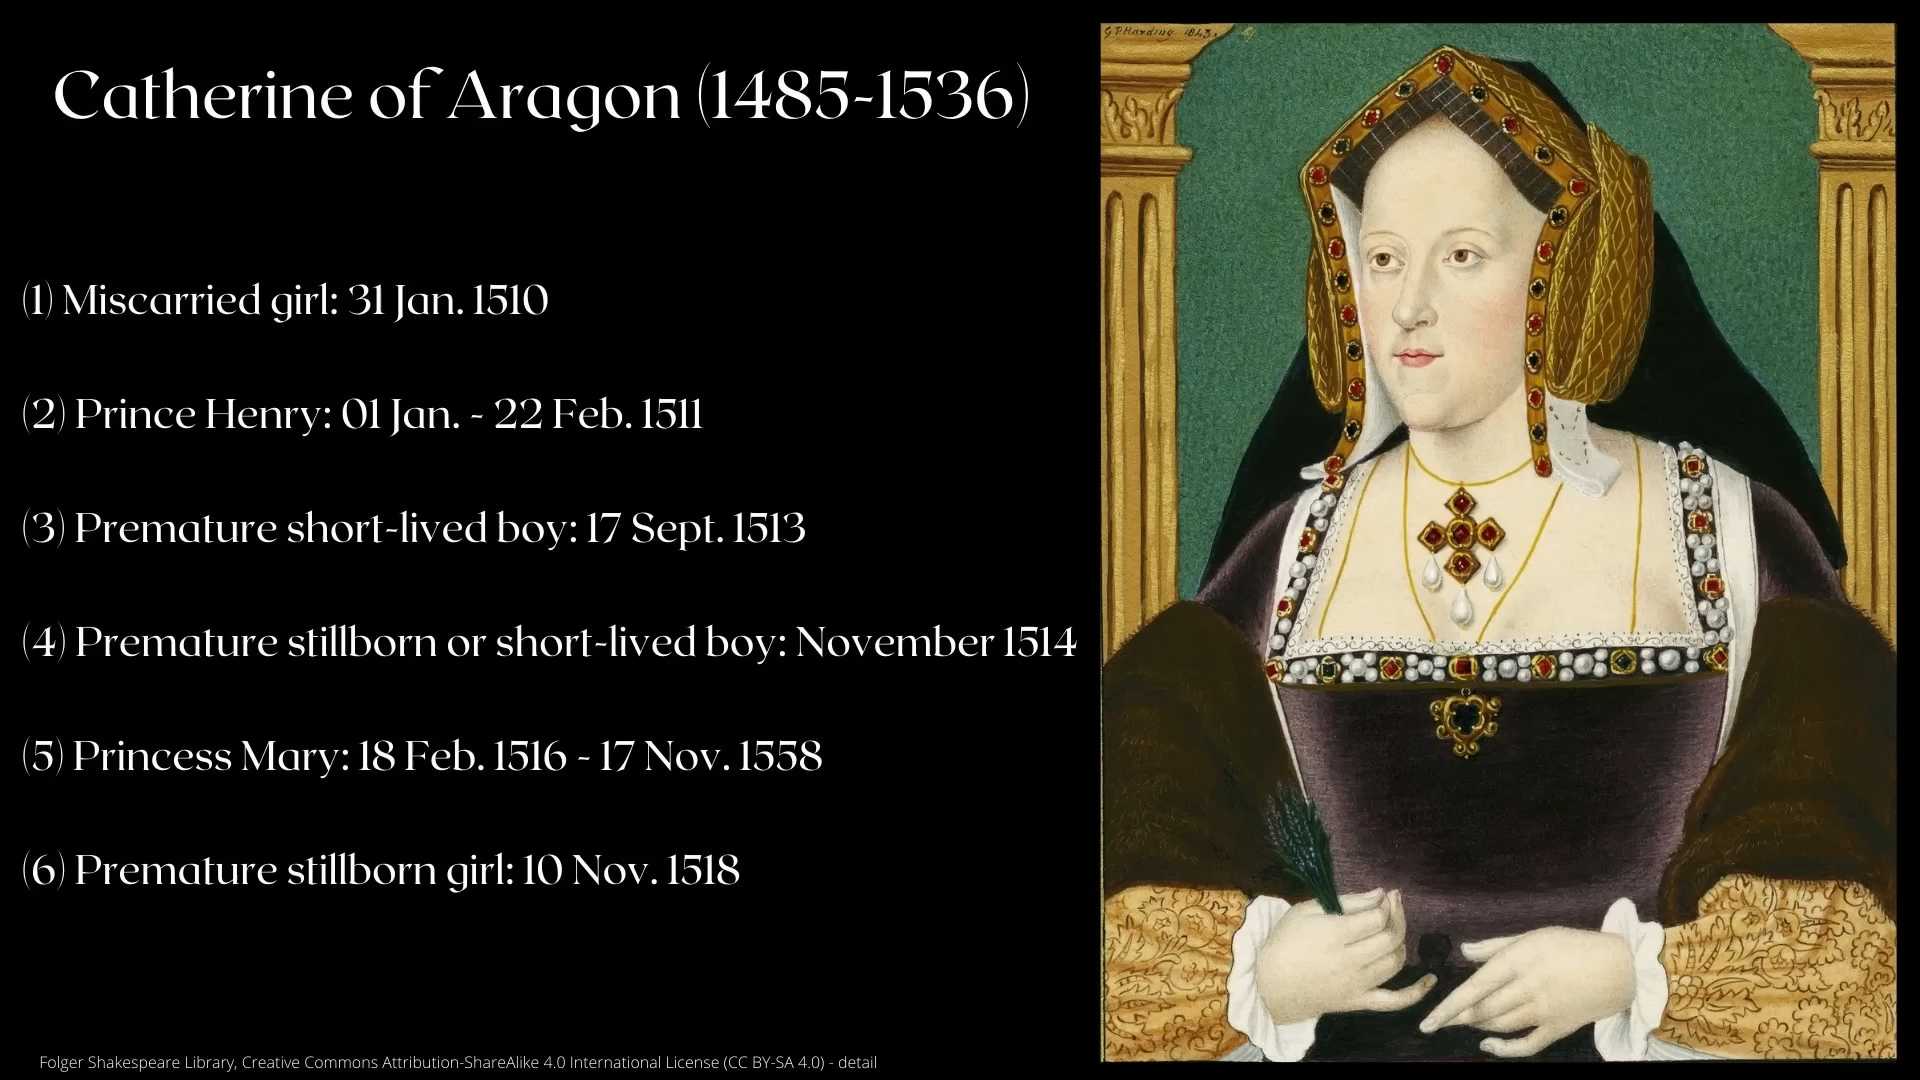 Catherine of Aragon (1485-1536)
(1) Miscarried girl: 31 Jan. 1510
(2) Prince Henry: 01 Jan. - 22 Feb. 1511
(3) Premature short-lived boy: 17 Sept. 1513
(4) Premature stillborn or short-lived boy: November 1514
(5) Princess Mary: 18 Feb. 1516 - 17 Nov. 1558
(6) Premature stillborn girl: 10 Nov. 1518
Folger Shakespeare Library, Creative Commons Attribution-ShareAlike 4.0 International License (CC BY-SA 4.0) - detail
G P Harding 1843.